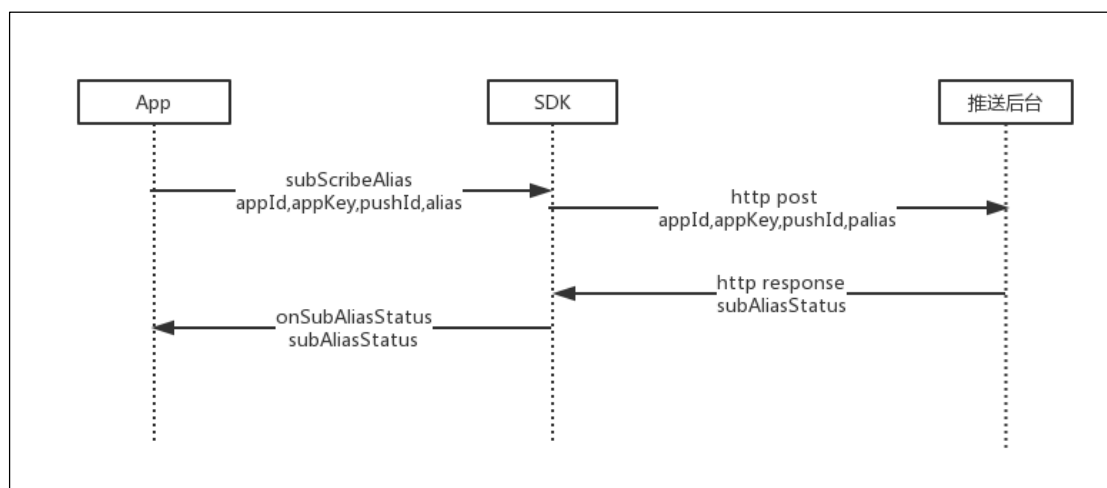 App
SDK
推送后台
subScribeAlias
appId,appKey,pushId,alias
http post
appId,appKey,pushId,palias
http response
subAliasStatus
onSubAliasStatus
subAliasStatus